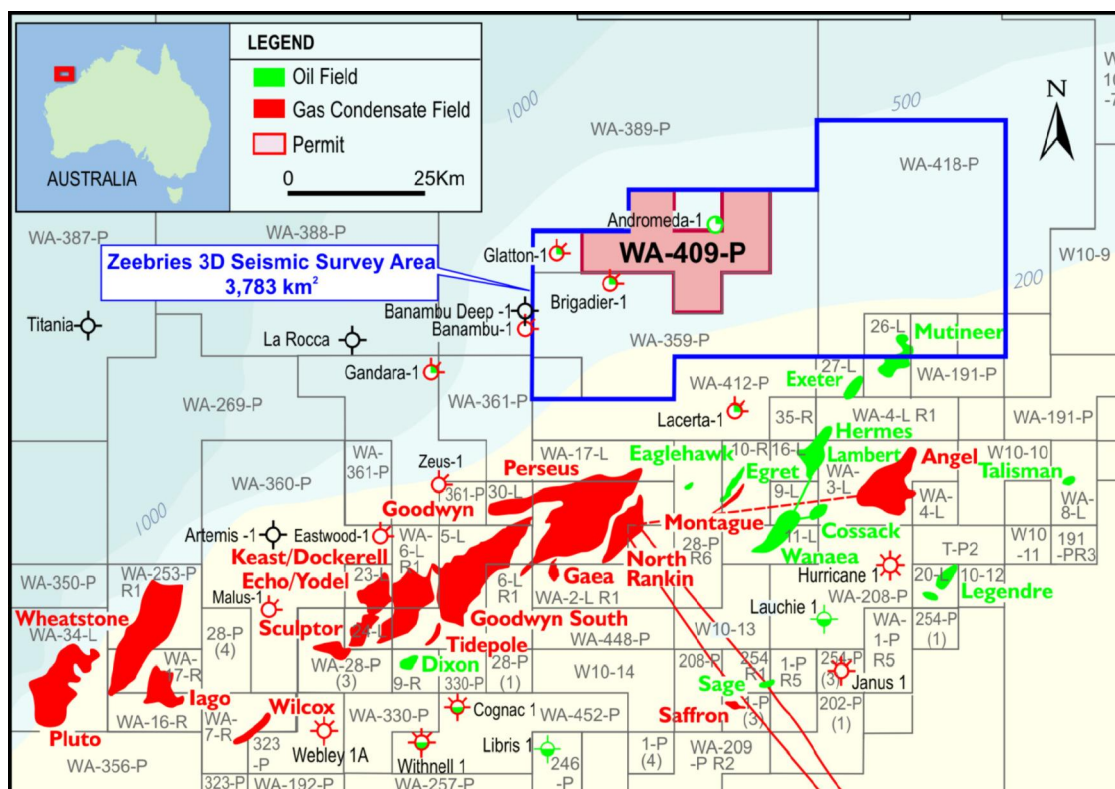 LEGEND
Oil Field
Gas Condensate Field
Permit
0 25Km
AUSTRALIA
N
1000
500
WA-389-P
WA-418-P
WA-387-P
WA-388-P
Andromeda-1
WA-409-P
Glatton-1
W10-9
Zeebries 3D Seismic Survey Area
3,783 km²
Brigadier-1
200
Banambu Deep -1
Banambu-1
Titania
La Rocca
WA-359-P
26-L
Mutineer
Gandara-1
WA-412-P
27-L
Exeter
WA-191-P
WA-269-P
WA-361-P
Lacerta-1
35-R
WA-4-L R1
WA-191-P
Hermes
WA-17-L
10-R
16-L
Lambert
Angel
W10-10
WA-
361-P
Zeus-1
Perseus
Eaglehawk
Egret
WA-
3-L
Talisman
WA-360-P
361-P
30-L
9-L
WA-
4-L
WA-
8-L
Goodwyn
1000
Artemis -1
Eastwood-1
WA-
6-L
R1
5-L
Montague
Cossack
11-L
Wanaea
W10
-11
191
-PR3
Keast/Dockerell
North
Rankin
28-P
R6
T-P2
WA-350-P
WA-253-P
R1
Echo/Yodel
23-L
6-L
R1
Gaea
WA-2-L R1
Hurricane 1
20-L
10-12
Legendre
Malus-1
WA-208-P
Wheatstone
Goodwyn South
Lauchie 1
WA-34-L
28-P
(4)
Sculptor
24-L
Tidepole
WA-448-P
W10-13
WA-
1-P
R5
254-P
(1)
WA-
17-R
WA-28-P
(3)
Dixon
9-R
28-P
(1)
330-P
W10-14
208-P
254
R
1-P
R5
254-P
(3)
Janus 1
Sage
Iago
WA-16-R
WA-
7-R
Wilcox
WA-330-P
Cognac 1
WA-452-P
Saffron
1-P
(3)
202-P
(1)
Pluto
323
-P
Webley 1A
Withnell 1
Libris 1
1-P
(4)
WA-209
-P R2
WA-356-P
323-P
WA-192-P
WA-257-P
246
-P